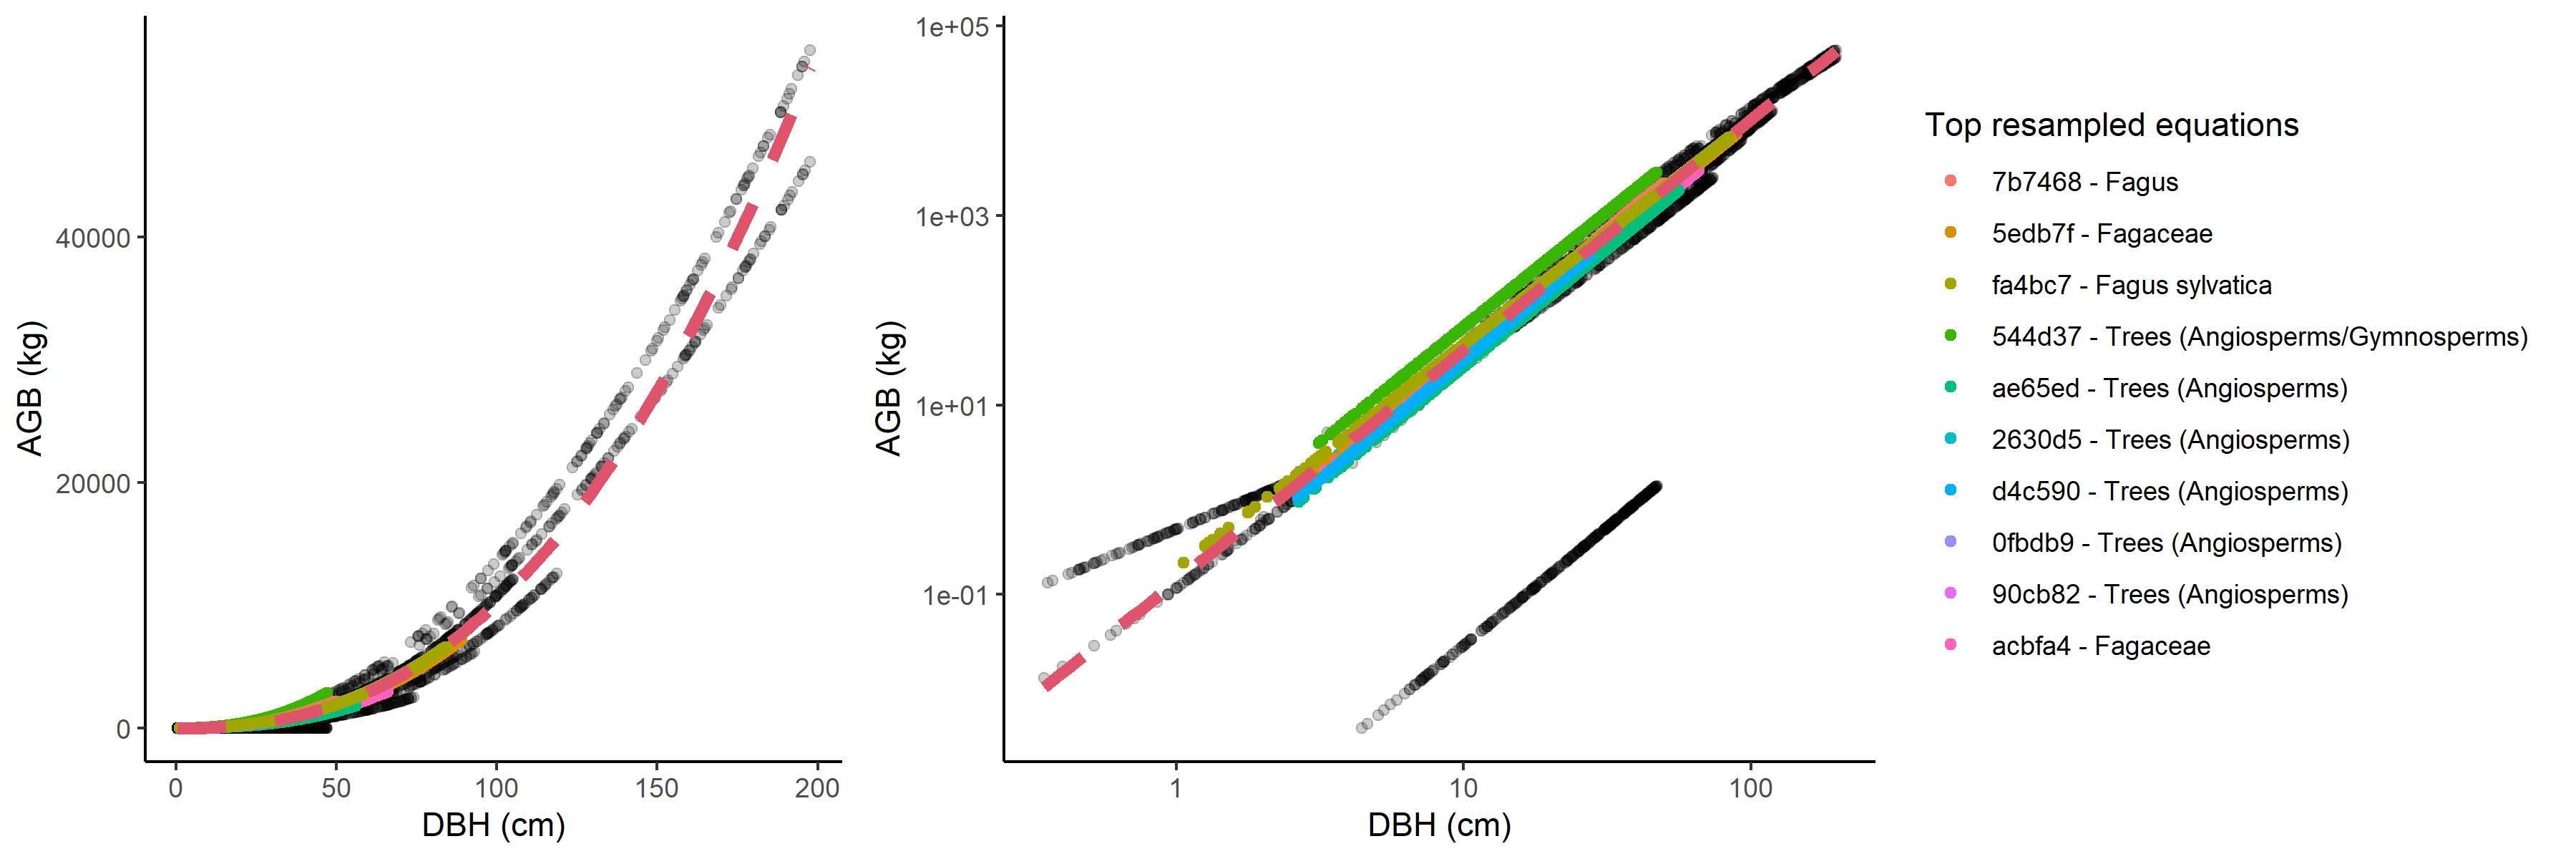 AGB (kg)
40000
20000
0
0 50 100 150 200
DBH (cm)
AGB (kg)
1e+05
1e+03
1e+01
1e-01
1 10 100
DBH (cm)
Top resampled equations
7b7468 - Fagus
5edb7f - Fagaceae
fa4bc7 - Fagus sylvatica
544d37 - Trees (Angiosperms/Gymnosperms)
ae65ed - Trees (Angiosperms)
2630d5 - Trees (Angiosperms)
d4c590 - Trees (Angiosperms)
0fbdb9 - Trees (Angiosperms)
90cb82 - Trees (Angiosperms)
acbfa4 - Fagaceae